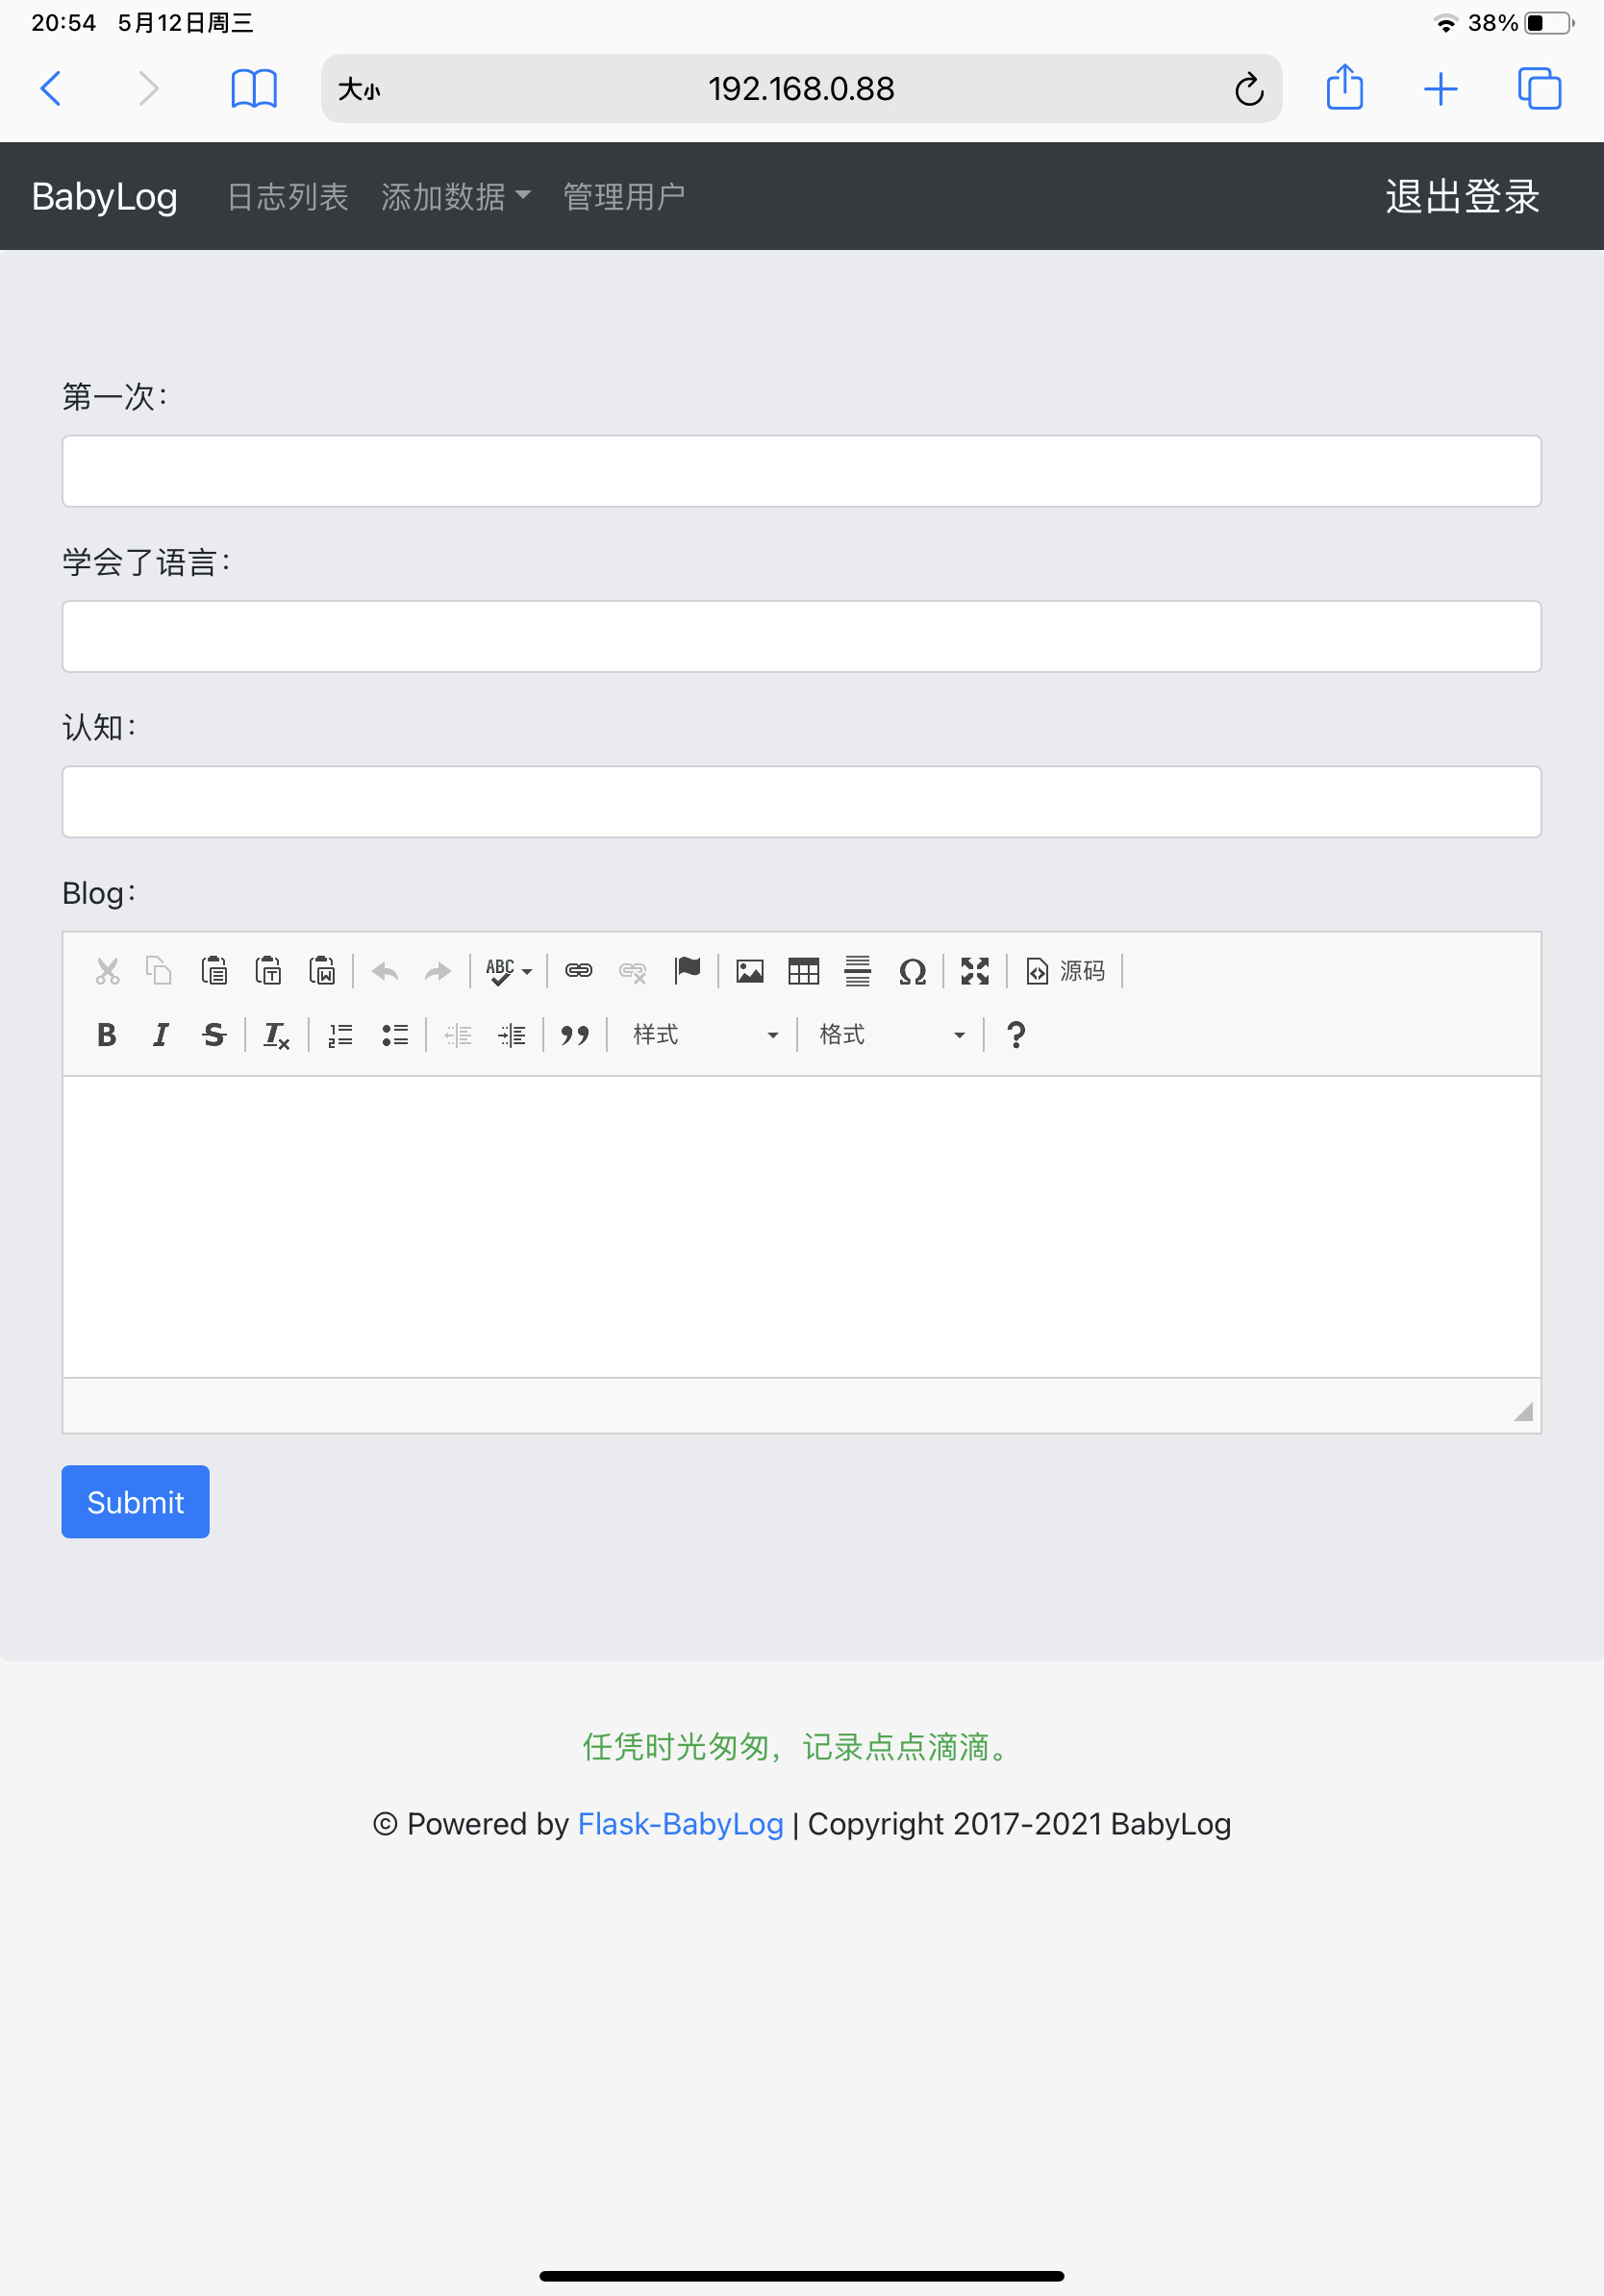 20:54 5月12日周三 38%
大小 192.168.0.88
BabyLog 日志列表 添加数据 管理用户 退出登录
第一次：
学会了语言：
认知：
Blog：
ABC 源码
B I S Tx 样式 格式 ?
Submit
任凭时光匆匆，记录点点滴滴。
© Powered by Flask-BabyLog | Copyright 2017-2021 BabyLog